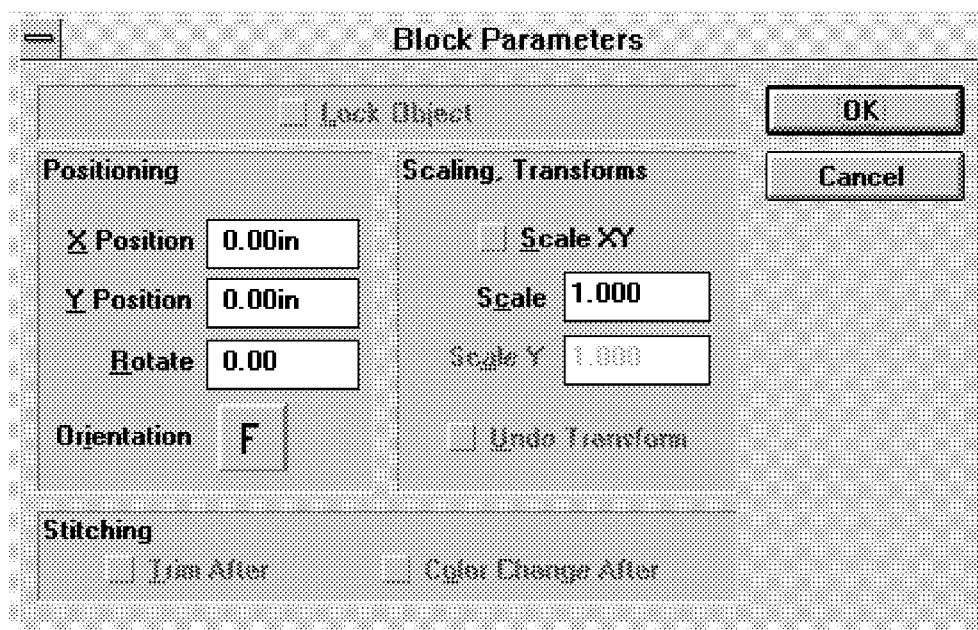 Block Parameters
Lock Object
OK
Cancel
Positioning
X Position 0.00in
Y Position 0.00in
Rotate 0.00
Orientation F
Scaling, Transforms
Scale XY
Scale 1.000
Scale Y 1.000
Undo Transform
Stitching
Trim After
Color Change After